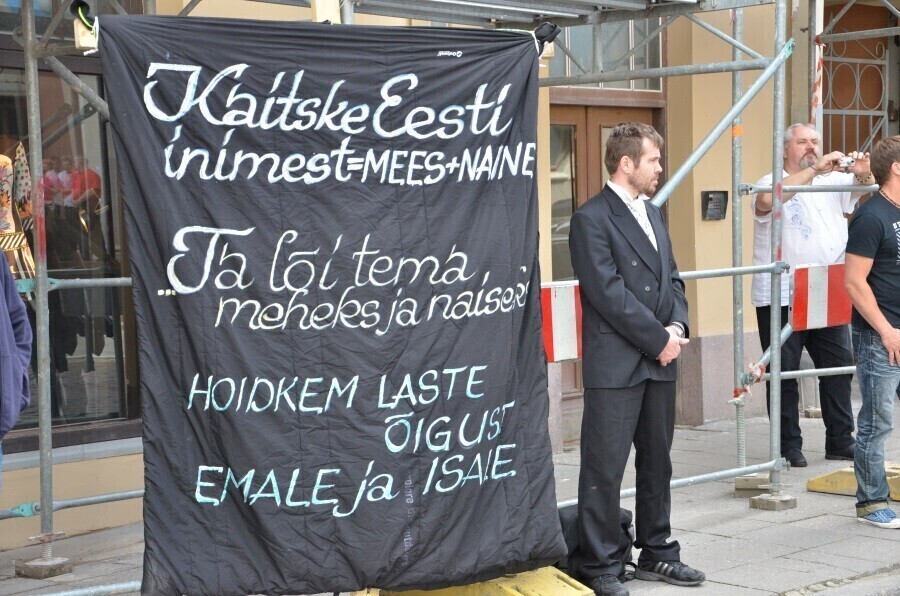 Kaitske Eesti
inimest=MEES+NAINE
...Ta lõi tema
meheks ja naiseks
HOIDKEM LASTE
ÕIGUST
EMALE ja ISALE